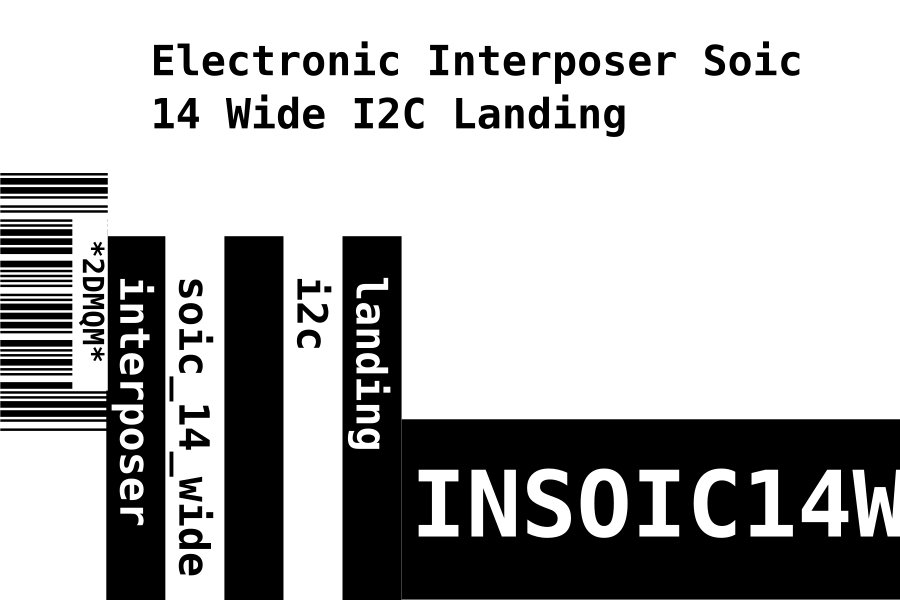 Electronic Interposer Soic
14 Wide I2C Landing
*2DMQM*
interposer
soic_14_wide
i2c
landing
INSOIC14W